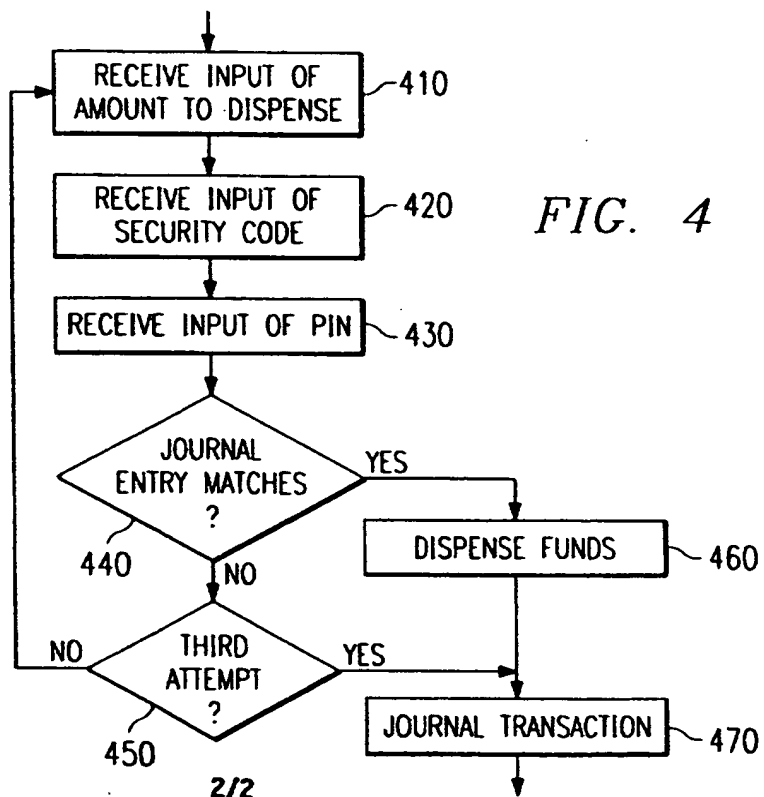 RECEIVE INPUT OF
AMOUNT TO DISPENSE
410
RECEIVE INPUT OF
SECURITY CODE
420
FIG. 4
RECEIVE INPUT OF PIN
430
JOURNAL
ENTRY MATCHES
?
440
YES
NO
DISPENSE FUNDS
460
THIRD
ATTEMPT
?
450
NO
YES
JOURNAL TRANSACTION
470
2/2